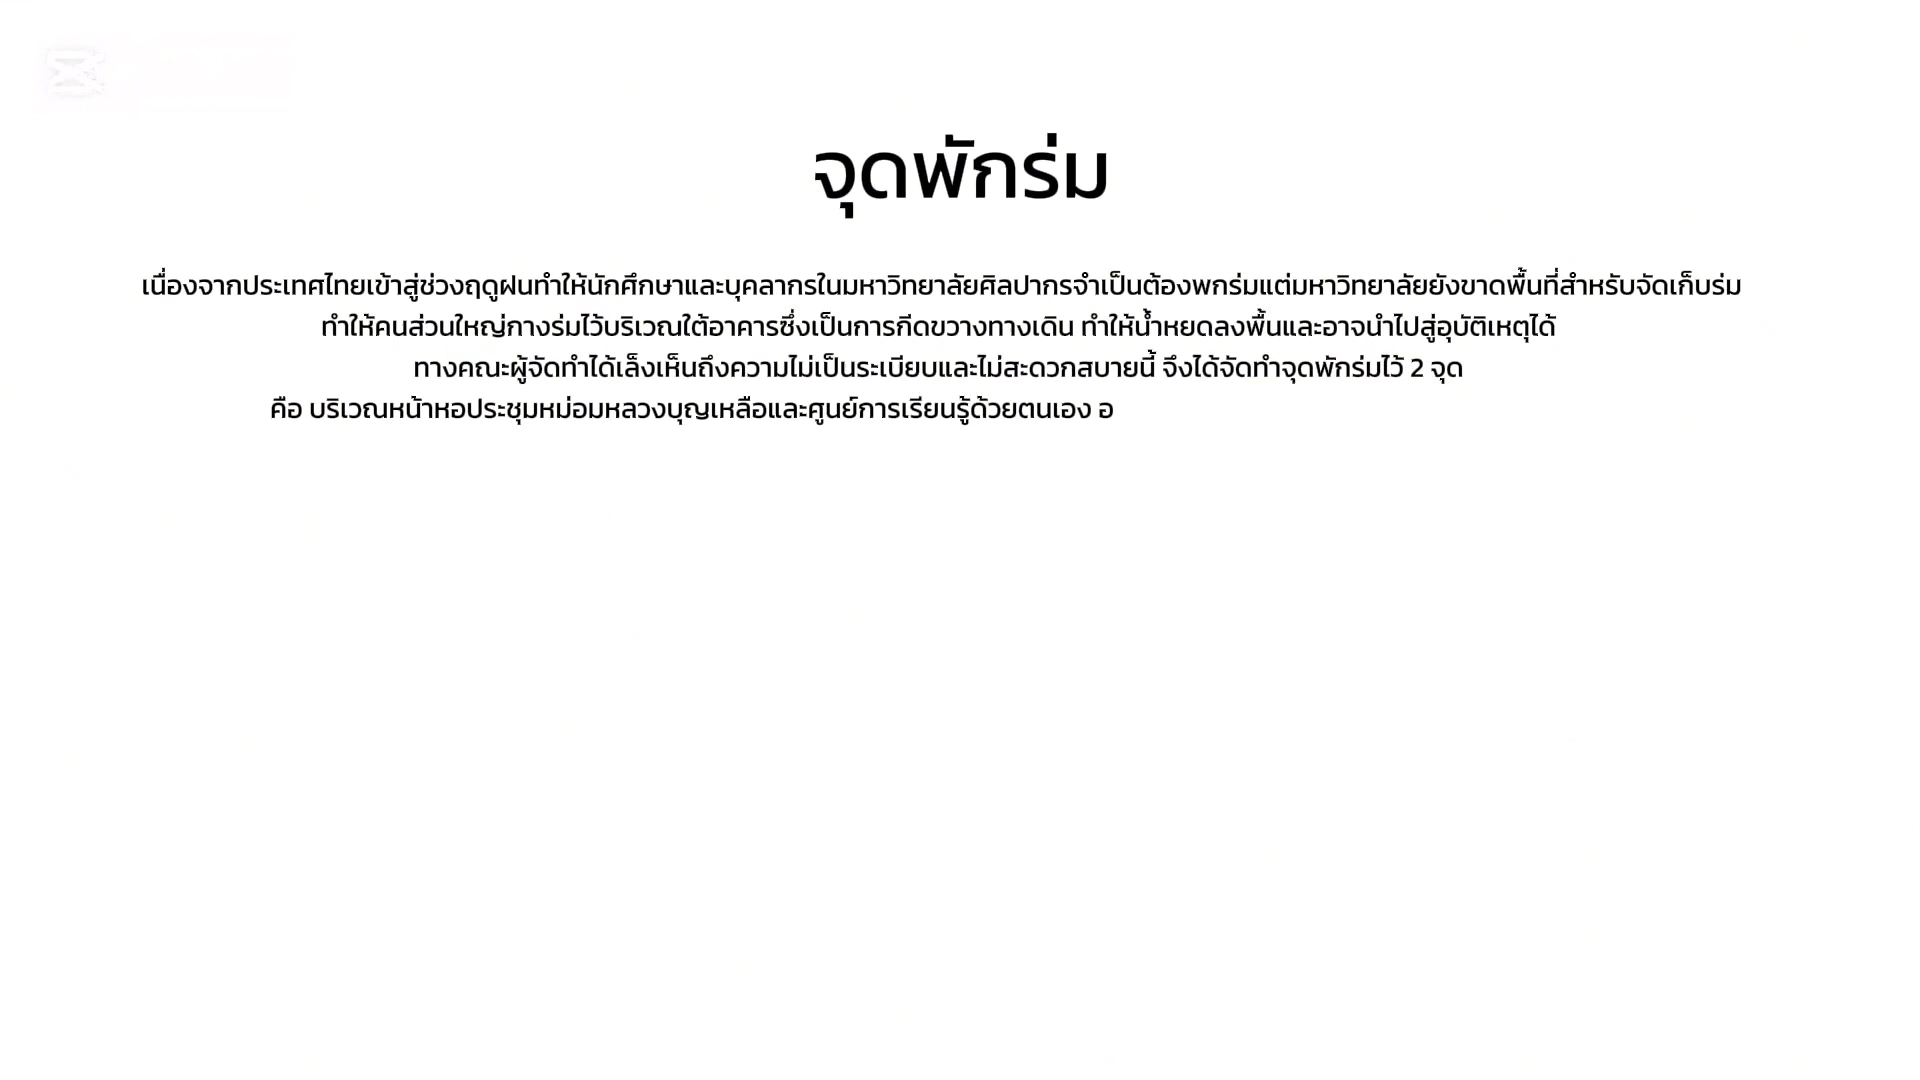 จุดพักร่ม
เนื่องจากประเทศไทยเข้าสู่ช่วงฤดูฝนทำให้นักศึกษาและบุคลากรในมหาวิทยาลัยศิลปากรจำเป็นต้องพกร่มแต่มหาวิทยาลัยยังขาดพื้นที่สำหรับจัดเก็บร่ม
ทำให้คนส่วนใหญ่กางร่มไว้บริเวณใต้อาคารซึ่งเป็นการกีดขวางทางเดิน ทำให้น้ำหยดลงพื้นและอาจนำไปสู่อุบัติเหตุได้
ทางคณะผู้จัดทำได้เล็งเห็นถึงความไม่เป็นระเบียบและไม่สะดวกสบายนี้ จึงได้จัดทำจุดพักร่มไว้ 2 จุด
คือ บริเวณหน้าหอประชุมหม่อมหลวงบุญเหลือและศูนย์การเรียนรู้ด้วยตนเอง อ